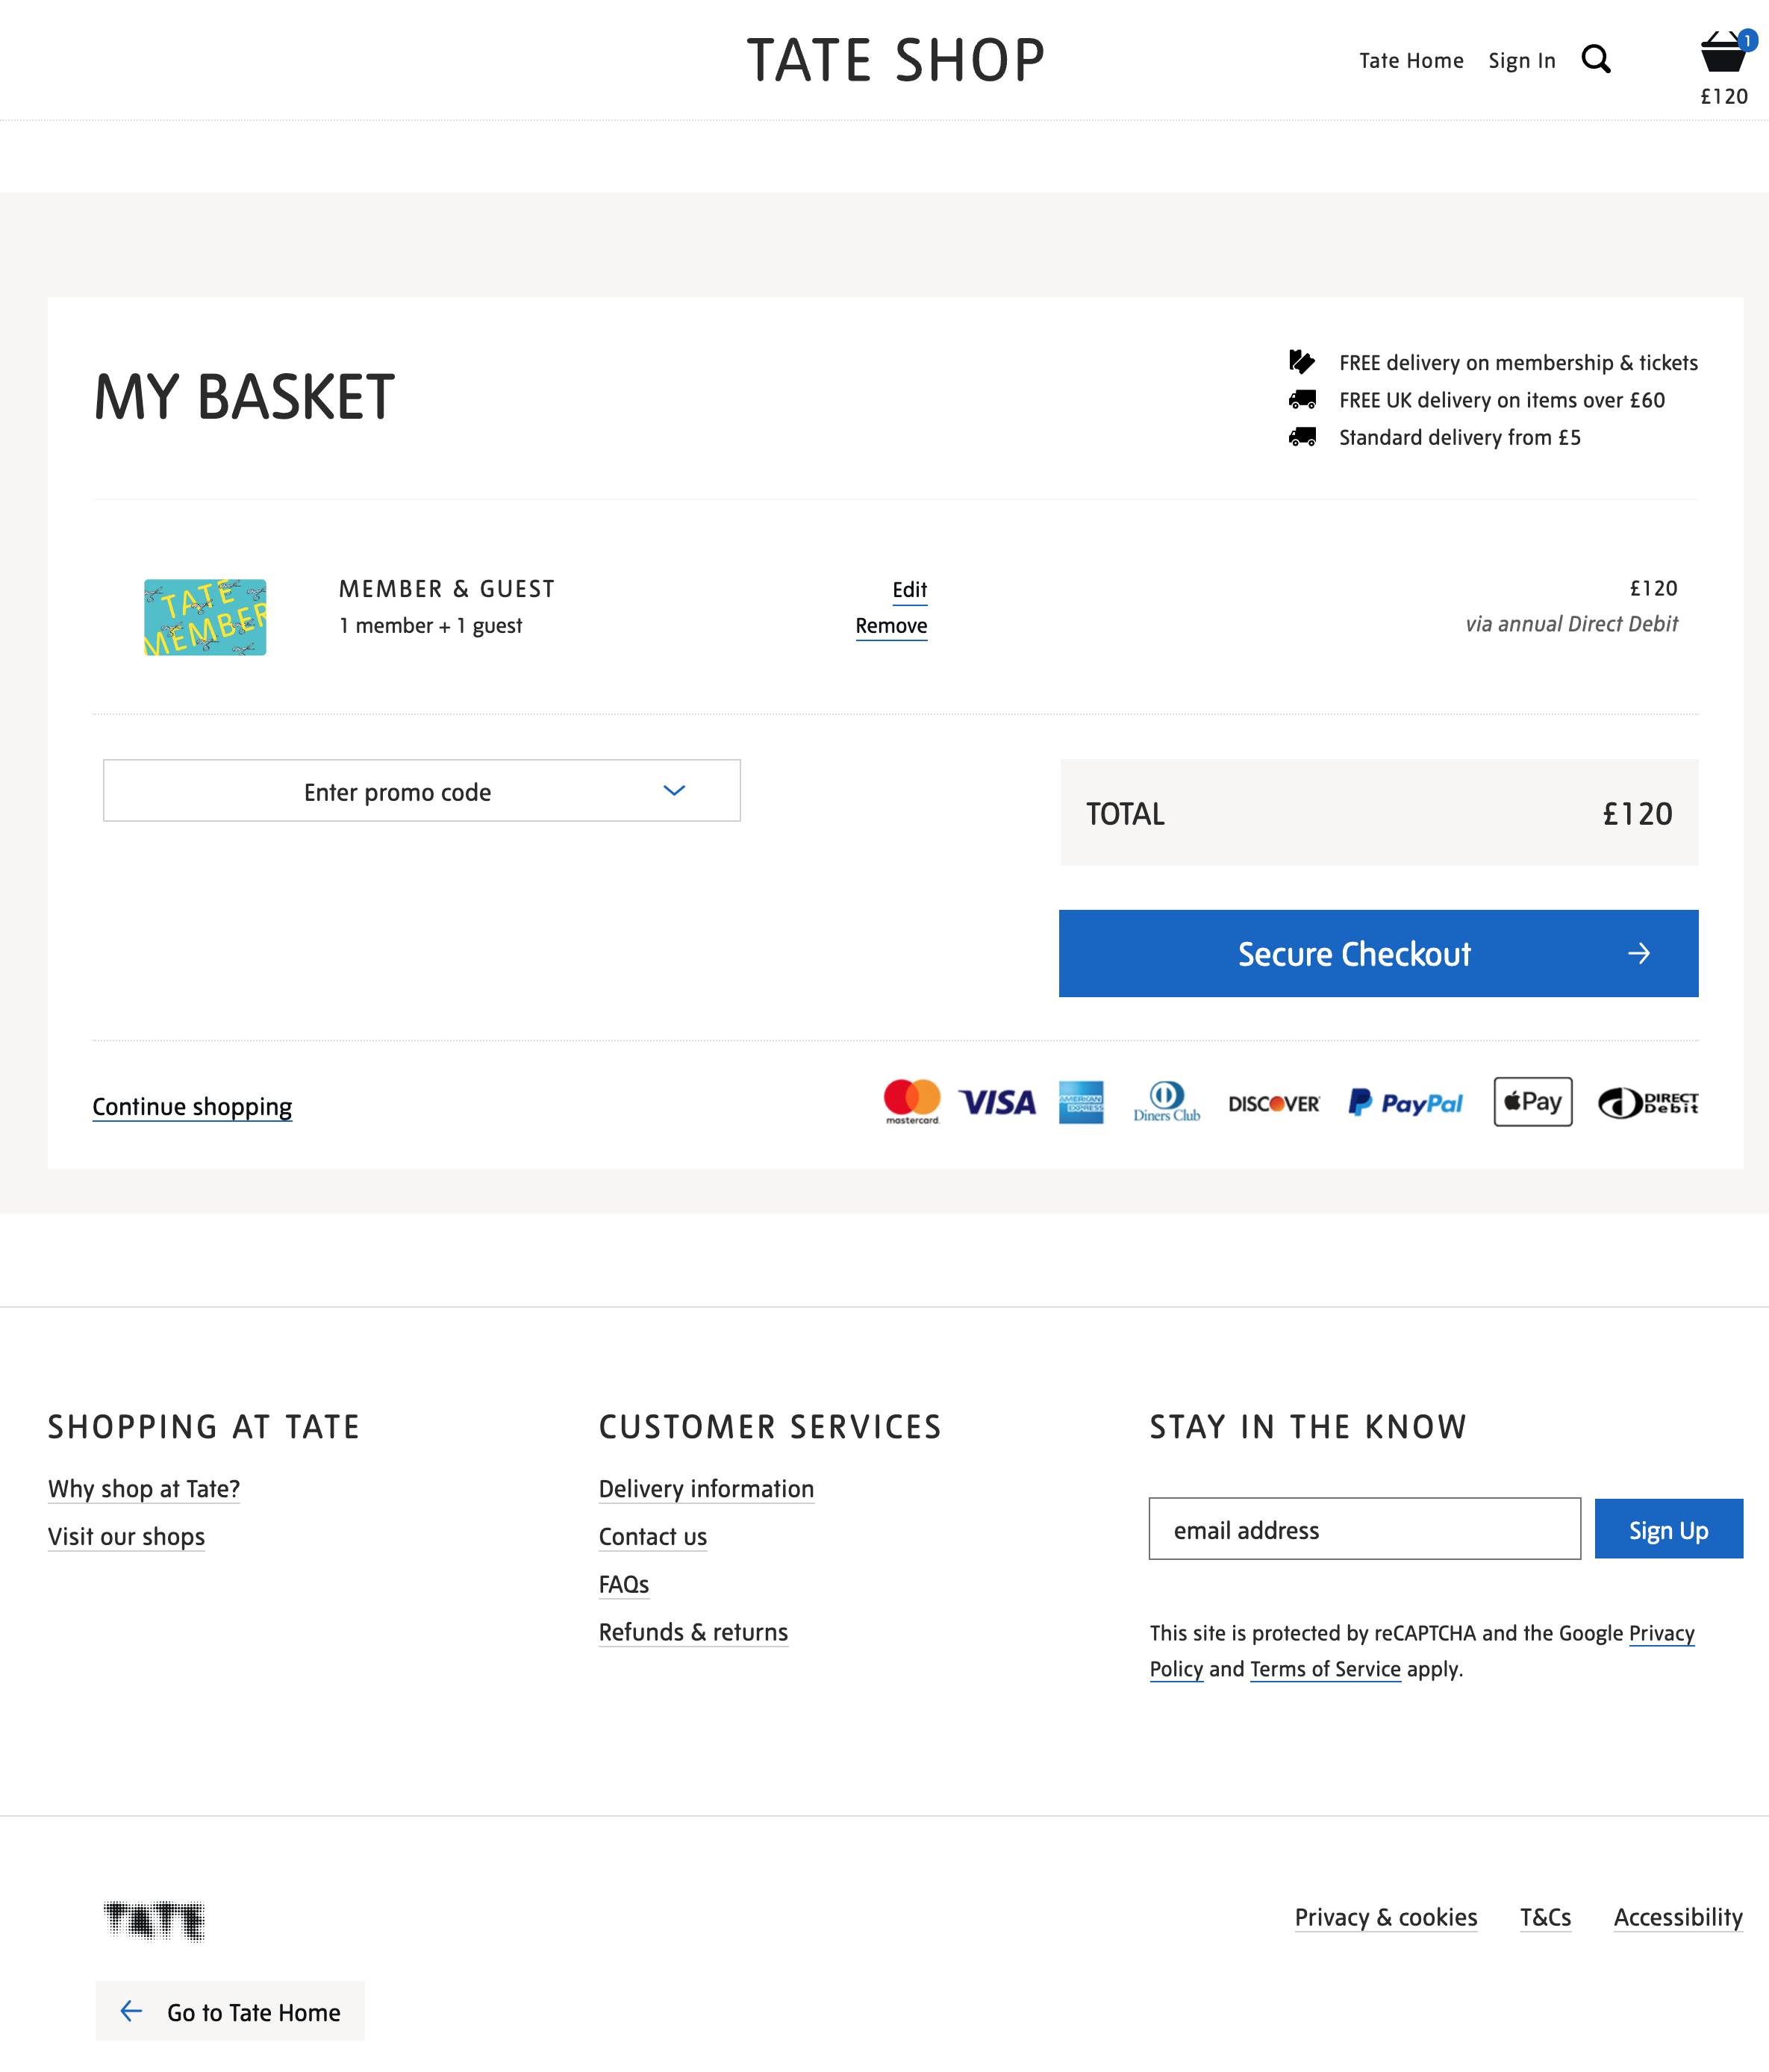 TATE SHOP
Tate Home Sign In
1
£120
MY BASKET
FREE delivery on membership & tickets
FREE UK delivery on items over £60
Standard delivery from £5
TATE
MEMBER
MEMBER & GUEST
1 member + 1 guest
Edit
Remove
£120
via annual Direct Debit
Enter promo code
TOTAL £120
Secure Checkout
Continue shopping
mastercard.
VISA
AMERICAN
EXPRESS
Diners Club
DISCOVER
PayPal
Pay
DIRECT
Debit
SHOPPING AT TATE
Why shop at Tate?
Visit our shops
CUSTOMER SERVICES
Delivery information
Contact us
FAQs
Refunds & returns
STAY IN THE KNOW
email address
Sign Up
This site is protected by reCAPTCHA and the Google Privacy
Policy and Terms of Service apply.
TATE
Privacy & cookies T&Cs Accessibility
Go to Tate Home